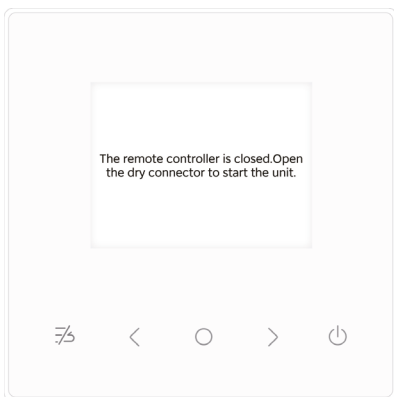 The remote controller is closed.Open
the dry connector to start the unit.